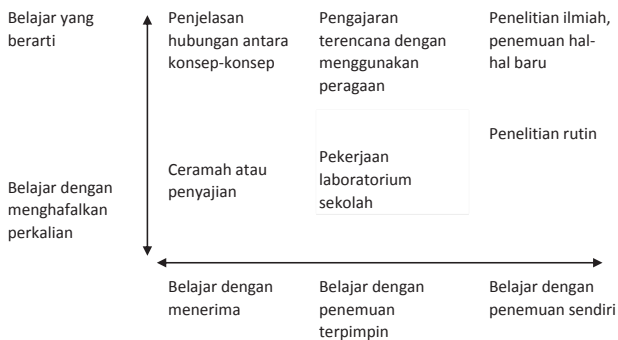 Belajar yang
berarti
Penjelasan
hubungan antara
konsep-konsep
Pengajaran
terencana dengan
menggunakan
peragaan
Penelitian ilmiah,
penemuan hal-
hal baru
Belajar dengan
menghafalkan
perkalian
Ceramah atau
penyajian
Pekerjaan
laboratorium
sekolah
Penelitian rutin
Belajar dengan
menerima
Belajar dengan
penemuan
terpimpin
Belajar dengan
penemuan sendiri